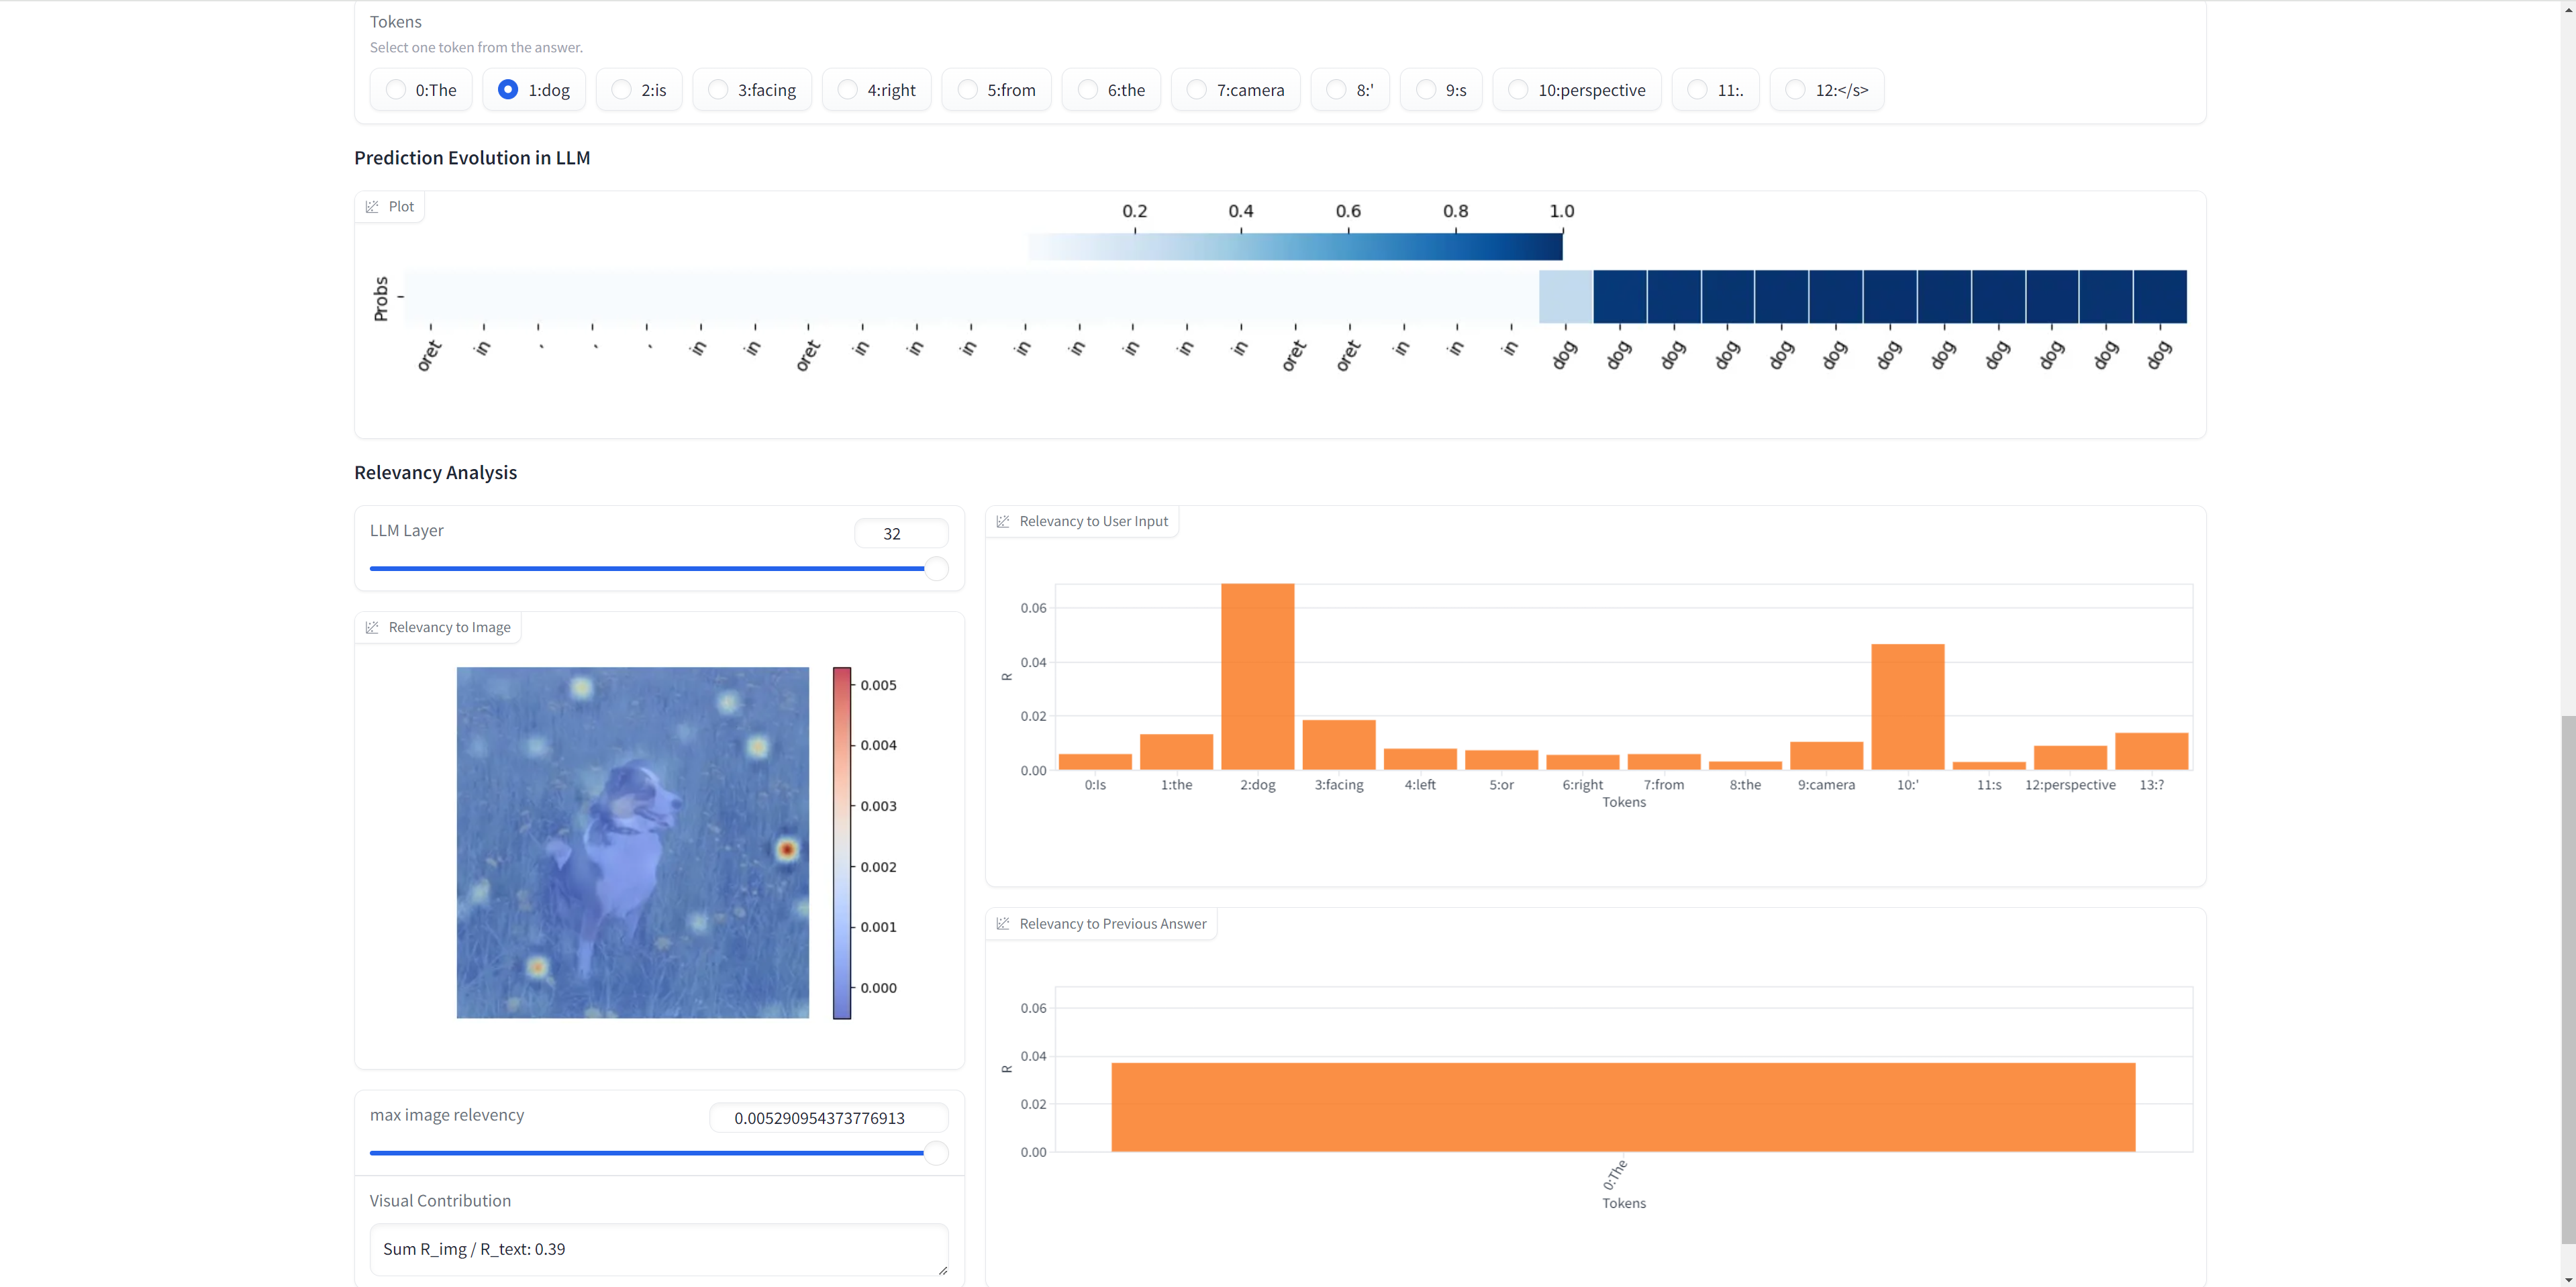 Tokens
Select one token from the answer.
0:The 1:dog 2:is 3:facing 4:right 5:from 6:the 7:camera 8:' 9:s 10:perspective 11:. 12:</s>
Prediction Evolution in LLM
Plot
0.2 0.4 0.6 0.8 1.0
Probs
oret in , , , in in oret in in in in in in in in oret oret in in in dog dog dog dog dog dog dog dog dog dog dog dog
Relevancy Analysis
LLM Layer
32
Relevancy to Image
0.005
0.004
0.003
0.002
0.001
0.000
max image relevency
0.005290954373776913
Visual Contribution
Sum R_img / R_text: 0.39
Relevancy to User Input
R
0.06
0.04
0.02
0.00
0:Is 1:the 2:dog 3:facing 4:left 5:or 6:right 7:from 8:the 9:camera 10:' 11:s 12:perspective 13:?
Tokens
Relevancy to Previous Answer
R
0.06
0.04
0.02
0.00
0:The
Tokens